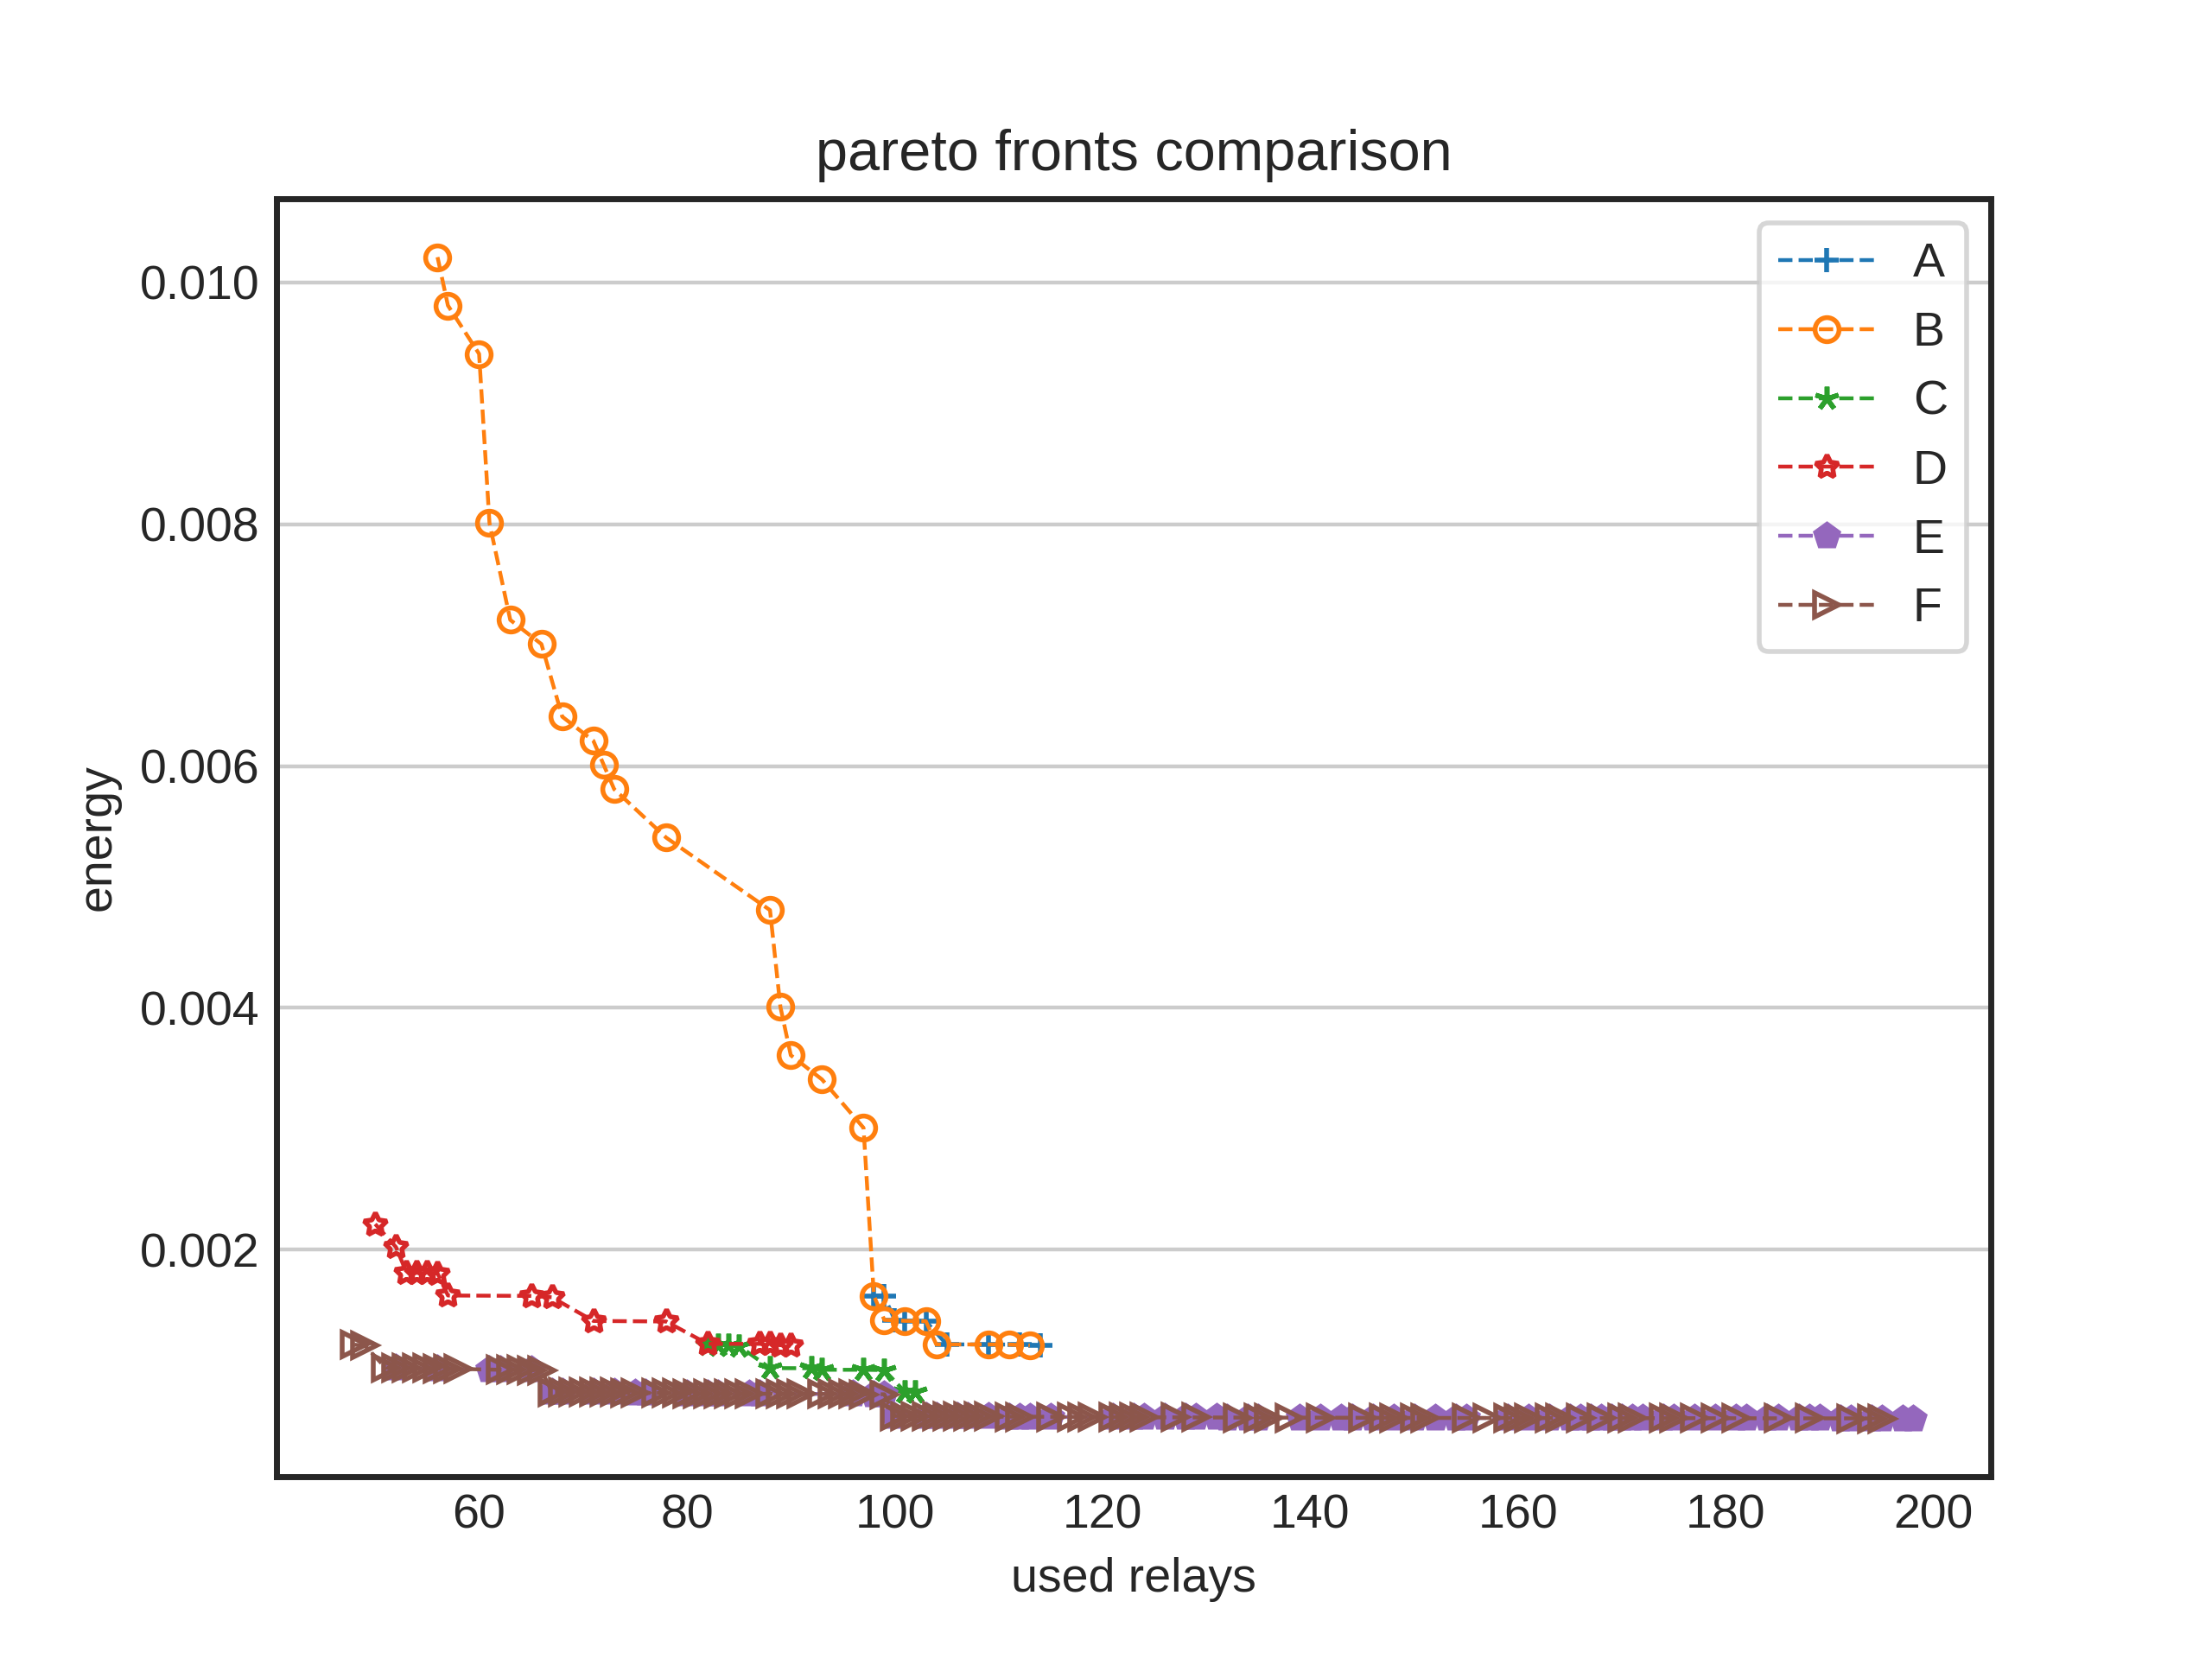 pareto fronts comparison
0.010
0.008
0.006
0.004
0.002
energy
A
B
C
D
E
F
60 80 100 120 140 160 180 200
used relays